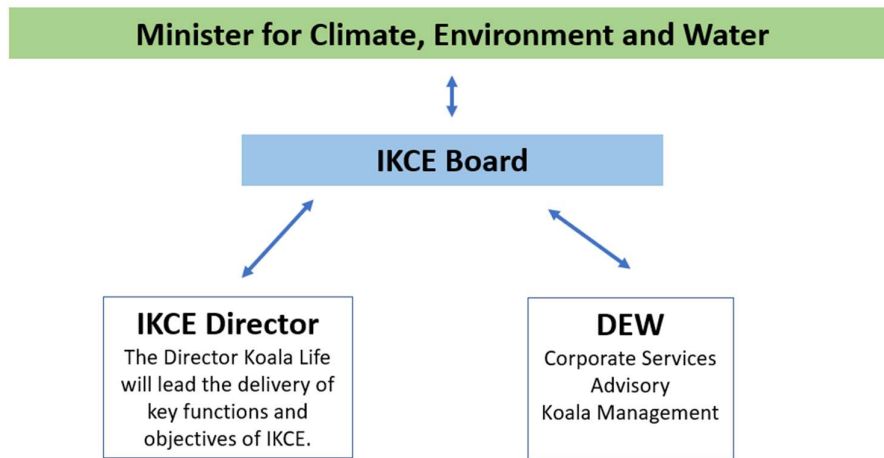 Minister for Climate, Environment and Water
IKCE Board
IKCE Director
The Director Koala Life
will lead the delivery of
key functions and
objectives of IKCE.
DEW
Corporate Services
Advisory
Koala Management